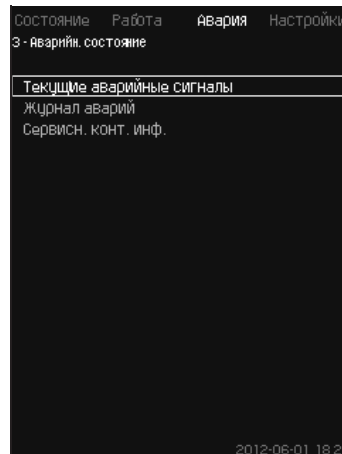 Состояние Работа Авария Настройки
3 - Аварийн. состояние
Текущие аварийные сигналы
Журнал аварий
Сервисн. конт. инф.
2012-06-01 18:2